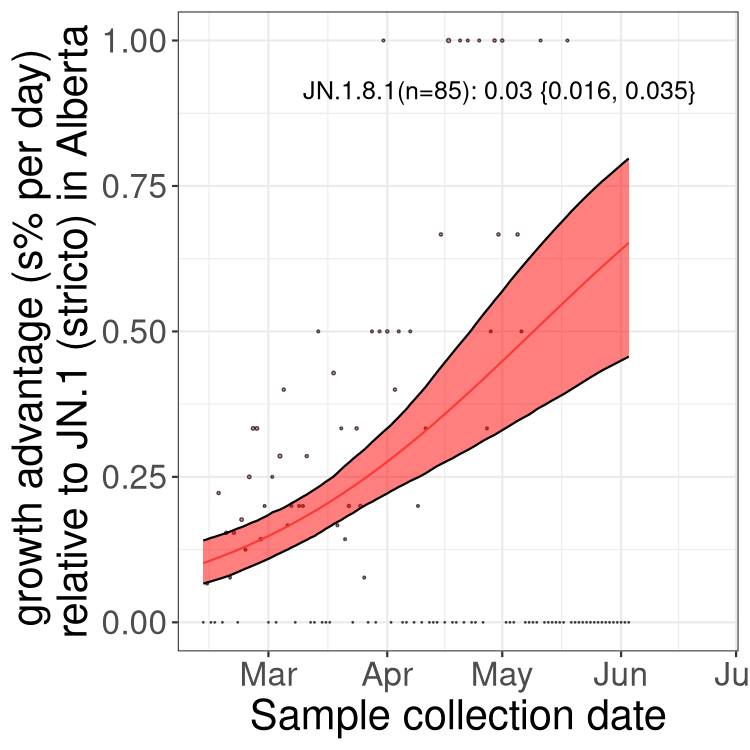 growth advantage (s% per day)
relative to JN.1 (stricto) in Alberta
1.00
0.75
0.50
0.25
0.00
JN.1.8.1(n=85): 0.03 {0.016, 0.035}
Mar Apr May Jun Ju
Sample collection date